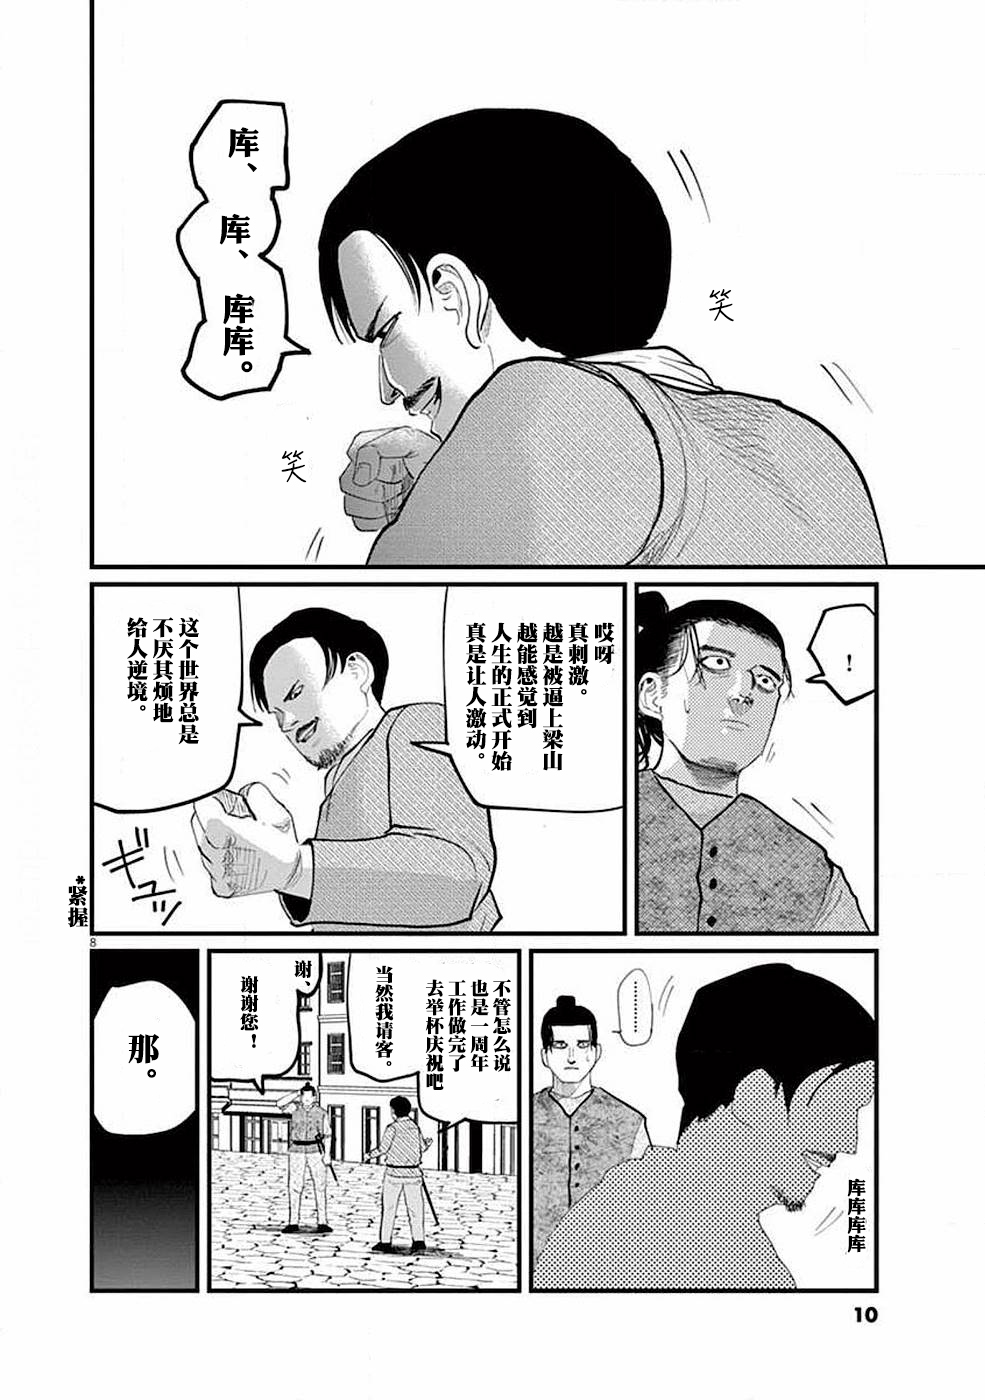 库、
库、
库库。
笑
笑
！
哎呀
真刺激。
越是被逼上梁山
越能感觉到
人生的正式开始
真是让人激动。
这个世界总是
不厌其烦地
给人逆境。
ギュッ
*紧握
8
…………
库库库库
不管怎么说
也是一周年
工作做完了
去举杯庆祝吧
当然我请客。
谢、
谢谢您！
那。
10